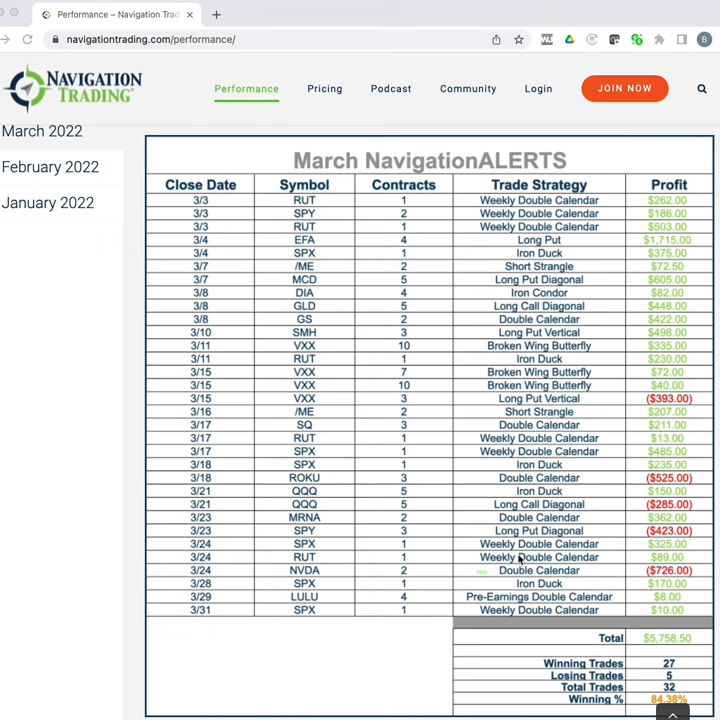 Performance – Navigation Trad
navigationtrading.com/performance/
B
NAVIGATION TRADING®
Performance Pricing Podcast Community Login JOIN NOW
March 2022
February 2022
January 2022
March NavigationALERTS
Close Date Symbol Contracts Trade Strategy Profit
3/3 RUT 1 Weekly Double Calendar $262.00
3/3 SPY 2 Weekly Double Calendar $186.00
3/3 RUT 1 Weekly Double Calendar $503.00
3/4 EFA 4 Long Put $1,715.00
3/4 SPX 1 Iron Duck $375.00
3/7 /ME 2 Short Strangle $72.50
3/7 MCD 5 Long Put Diagonal $605.00
3/8 DIA 4 Iron Condor $82.00
3/8 GLD 5 Long Call Diagonal $448.00
3/8 GS 2 Double Calendar $422.00
3/10 SMH 3 Long Put Vertical $498.00
3/11 VXX 10 Broken Wing Butterfly $335.00
3/11 RUT 1 Iron Duck $230.00
3/15 VXX 7 Broken Wing Butterfly $72.00
3/15 VXX 10 Broken Wing Butterfly $40.00
3/15 VXX 3 Long Put Vertical ($393.00)
3/16 /ME 2 Short Strangle $207.00
3/17 SQ 3 Double Calendar $211.00
3/17 RUT 1 Weekly Double Calendar $13.00
3/17 SPX 1 Weekly Double Calendar $485.00
3/18 SPX 1 Iron Duck $235.00
3/18 ROKU 3 Double Calendar ($525.00)
3/21 QQQ 5 Iron Duck $150.00
3/21 QQQ 5 Long Call Diagonal ($285.00)
3/23 MRNA 2 Double Calendar $362.00
3/23 SPY 3 Long Put Diagonal ($423.00)
3/24 SPX 1 Weekly Double Calendar $325.00
3/24 RUT 1 Weekly Double Calendar $89.00
3/24 NVDA 2 Double Calendar ($726.00)
3/28 SPX 1 Iron Duck $170.00
3/29 LULU 4 Pre-Earnings Double Calendar $8.00
3/31 SPX 1 Weekly Double Calendar $10.00
Total $5,758.50
Winning Trades 27
Losing Trades 5
Total Trades 32
Winning % 84.38%